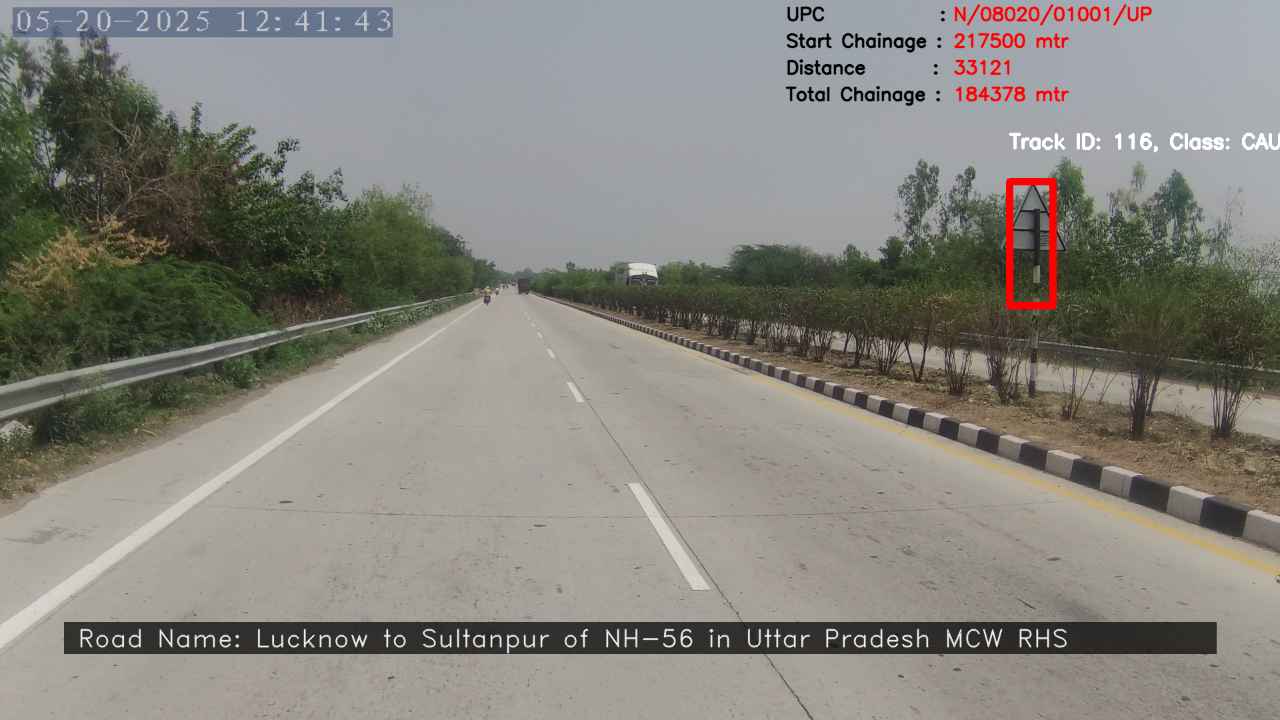 05-20-2025 12:41:43
UPC : N/08020/01001/UP
Start Chainage : 217500 mtr
Distance : 33121
Total Chainage : 184378 mtr
Track ID: 116, Class: CAU
Road Name: Lucknow to Sultanpur of NH-56 in Uttar Pradesh MCW RHS